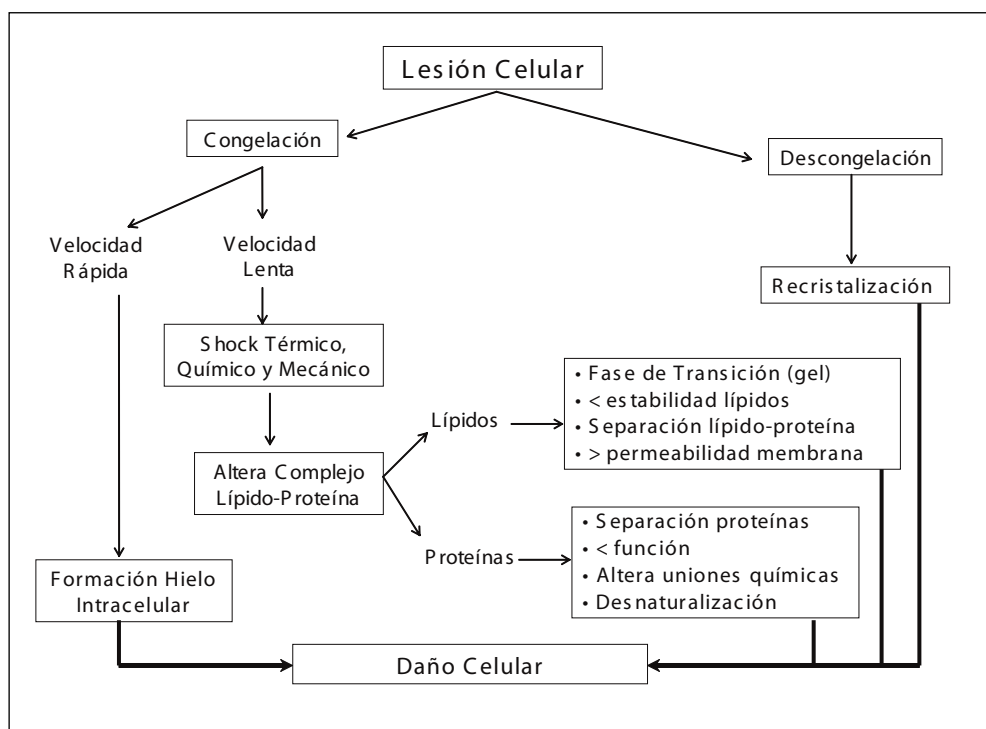 Lesión Celular
Congelación
Descongelación
Velocidad
Rápida
Velocidad
Lenta
Recristalización
Shock Térmico,
Químico y Mecánico
• Fase de Transición (gel)
• < estabilidad lípidos
• Separación lípido-proteína
• > permeabilidad membrana
Lípidos
Altera Complejo
Lípido-Proteína
• Separación proteínas
• < función
• Altera uniones químicas
• Desnaturalización
Proteínas
Formación Hielo
Intracelular
Daño Celular